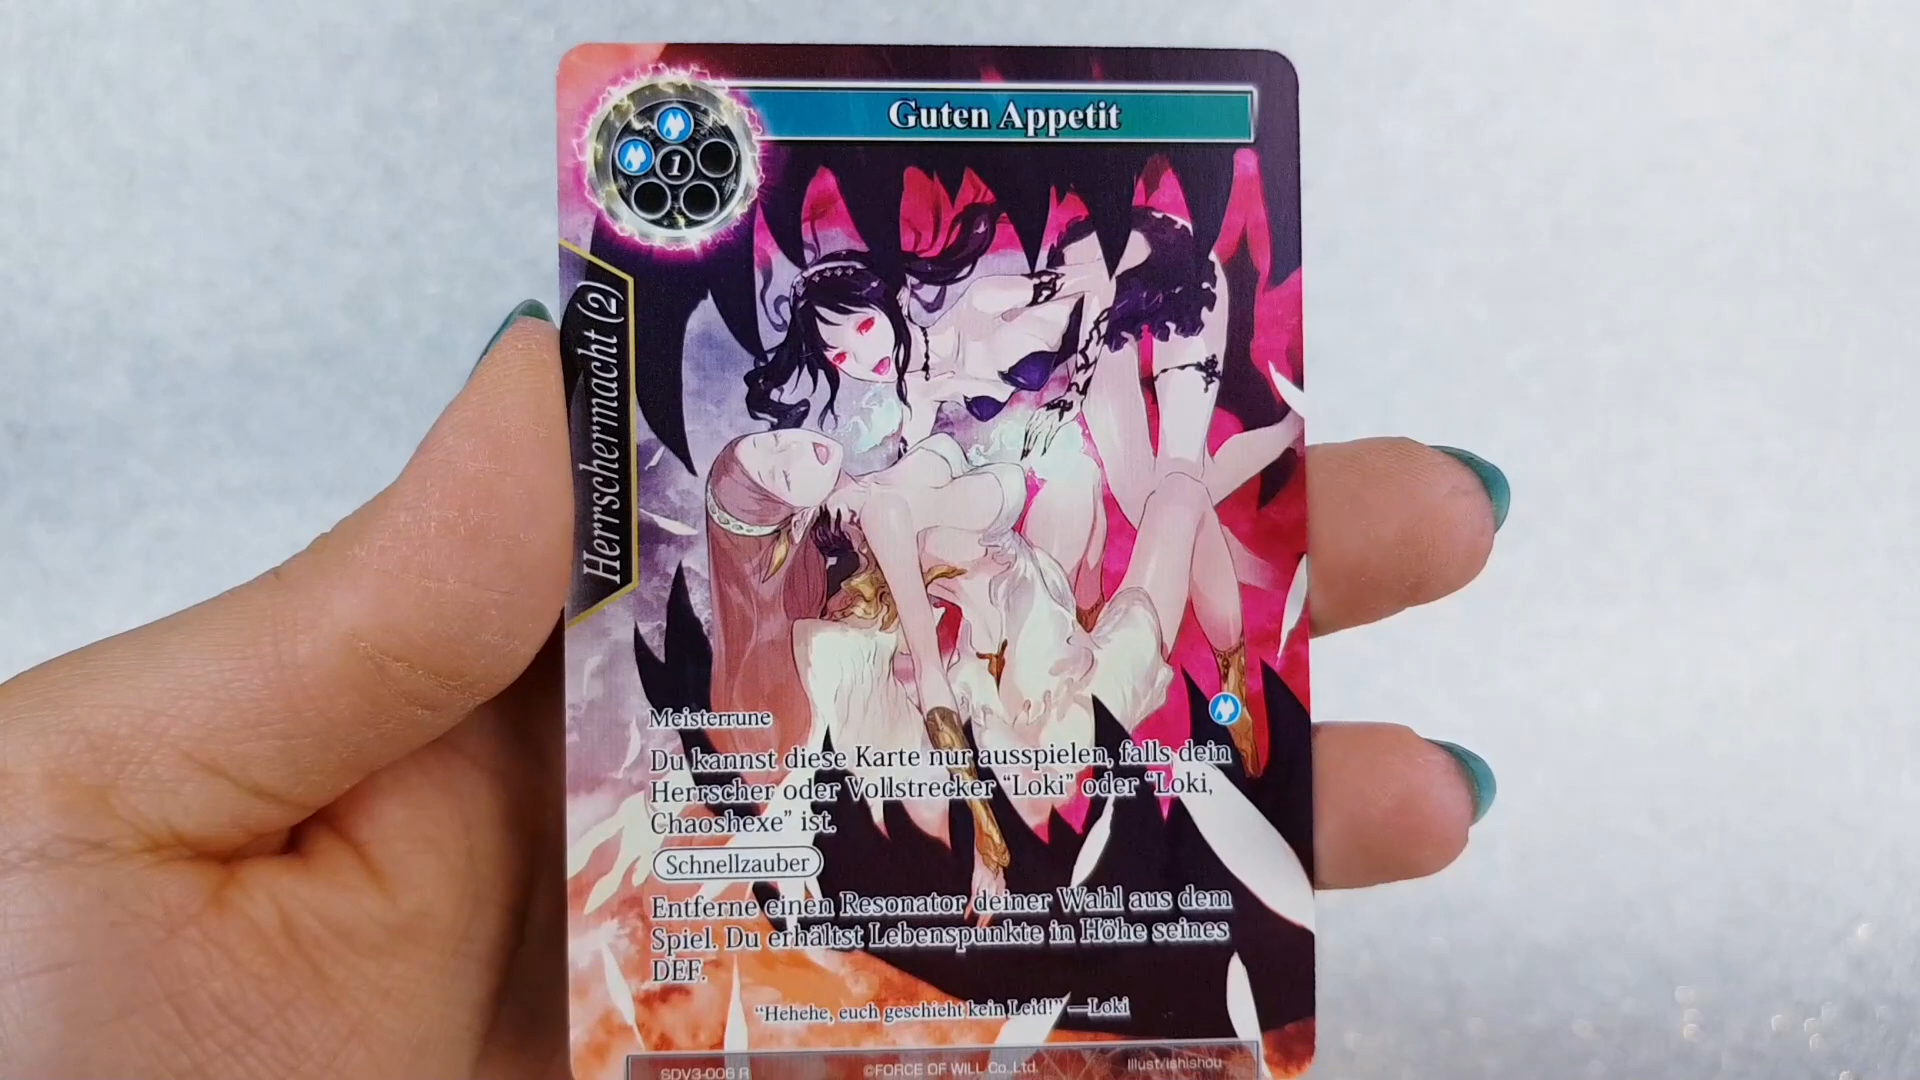 Guten Appetit
1
Herrschermacht (2)
Meisterrune
Du kannst diese Karte nur ausspielen, falls dein
Herrscher oder Vollstrecker “Loki” oder “Loki,
Chaoshexe” ist.
Schnellzauber
Entferne einen Resonator deiner Wahl aus dem
Spiel. Du erhältst Lebenspunkte in Höhe seines
DEF.
“Hehehe, euch geschieht kein Leid!” —Loki
SDV3-006 R ©FORCE OF WILL Co.,Ltd. Illust/ishishou